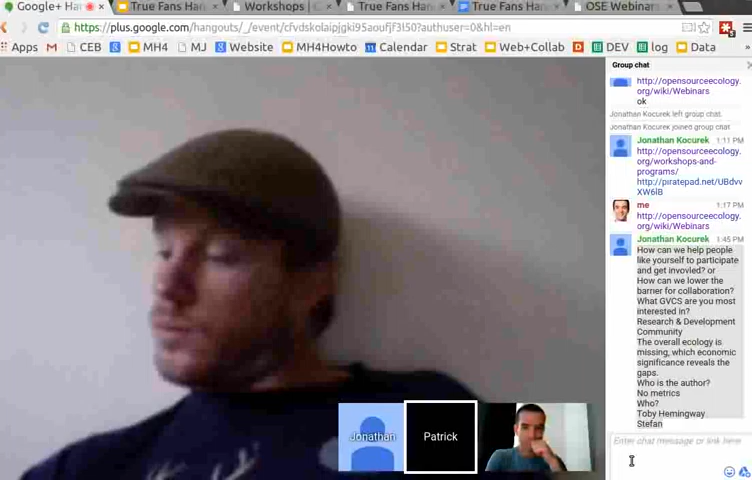 Google+ Ha
True Fans Han
Workshops |
True Fans Han
True Fans Han
OSE Webinar
https://plus.google.com/hangouts/_/event/cfvdskolaipjgki95aoufjf3l50?authuser=0&hl=en
Apps M CEB MH4 MJ Website MH4Howto Calendar Strat Web+Collab DEV log Data
Group chat
http://opensourceecology.
org/wiki/Webinars
ok
Jonathan Kocurek left group chat.
Jonathan Kocurek joined group chat
Jonathan Kocurek 1:11 PM
http://opensourceecology.
org/workshops-and-
programs/
http://piratepad.net/UBdvv
XW6lB
me 1:17 PM
http://opensourceecology.
org/wiki/Webinars
Jonathan Kocurek 1:45 PM
How can we help people
like yourself to participate
and get invovled? or
How can we lower the
barrier for collaboration?
What GVCS are you most
interested in?
Research & Development
Community
The overall ecology is
missing, which economic
significance reveals the
gaps.
Who is the author?
No metrics
Who?
Toby Hemingway
Stefan
Enter chat message or link here
Jonathan
Patrick